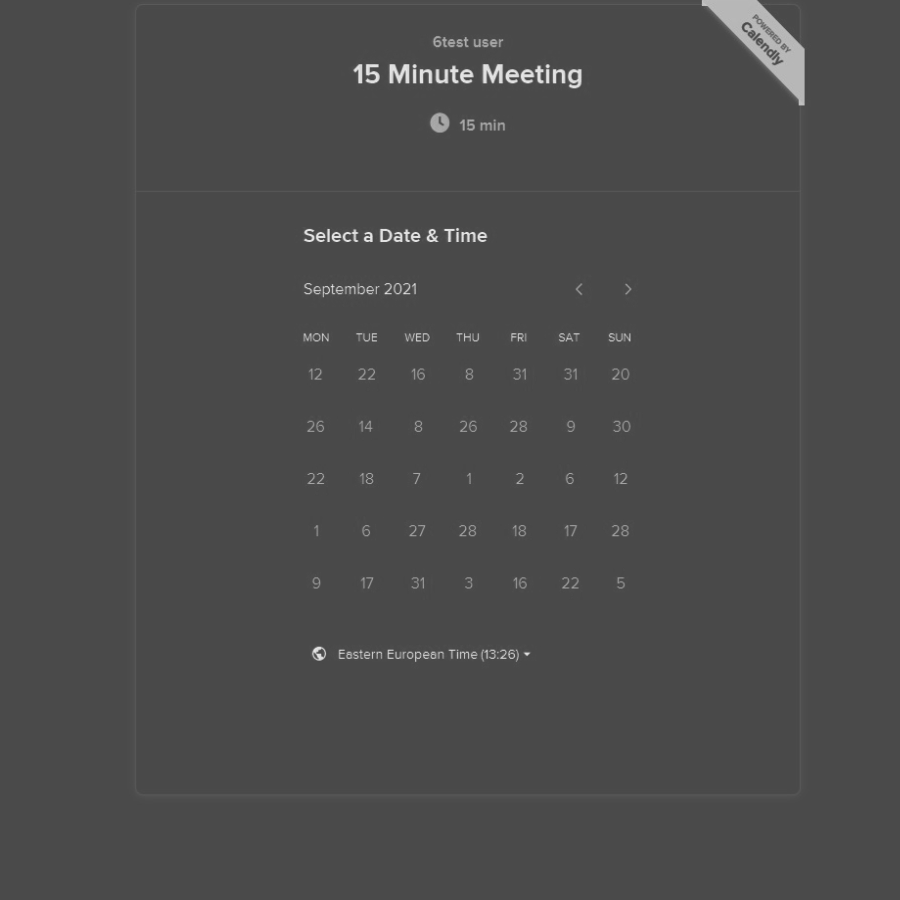 POWERED BY
Calendly
6test user
15 Minute Meeting
15 min
Select a Date & Time
September 2021
MON TUE WED THU FRI SAT SUN
12 22 16 8 31 31 20
26 14 8 26 28 9 30
22 18 7 1 2 6 12
1 6 27 28 18 17 28
9 17 31 3 16 22 5
Eastern European Time (13:26)